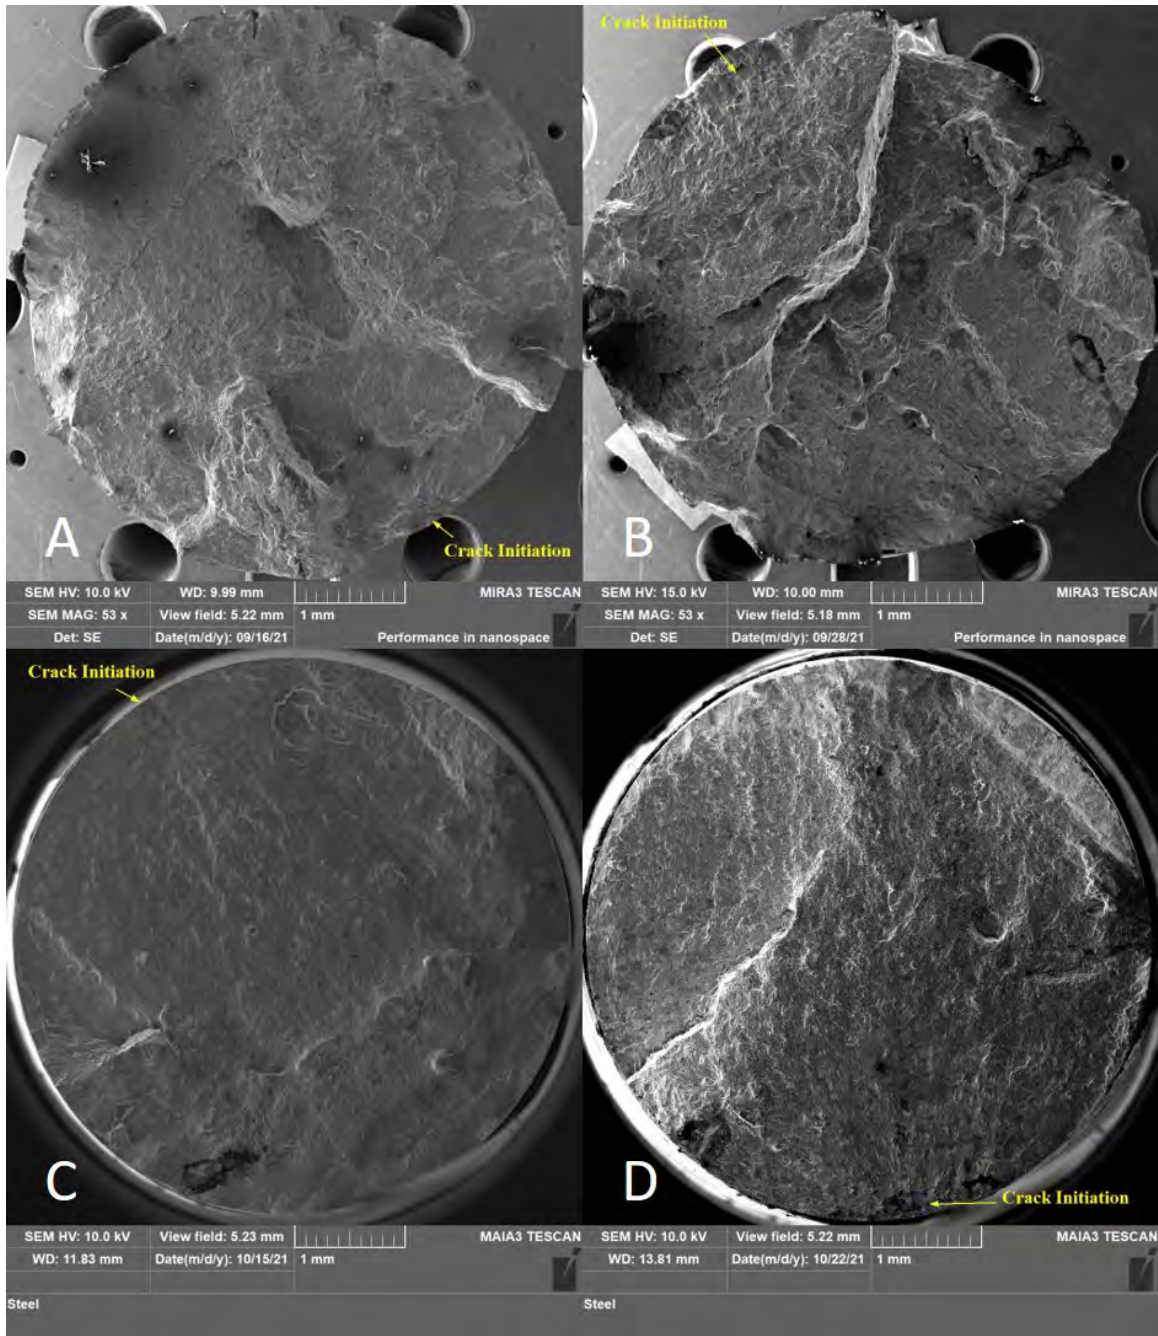 Crack Initiation
A
Crack Initiation
B
SEM HV: 10.0 kV WD: 9.99 mm MIRA3 TESCAN
SEM MAG: 53 x View field: 5.22 mm 1 mm
Det: SE Date(m/d/y): 09/16/21 Performance in nanospace
SEM HV: 15.0 kV WD: 10.00 mm MIRA3 TESCAN
SEM MAG: 53 x View field: 5.18 mm 1 mm
Det: SE Date(m/d/y): 09/28/21 Performance in nanospace
Crack Initiation
C
D
Crack Initiation
SEM HV: 10.0 kV View field: 5.23 mm MAIA3 TESCAN
WD: 11.83 mm Date(m/d/y): 10/15/21 1 mm
Steel
SEM HV: 10.0 kV View field: 5.22 mm MAIA3 TESCAN
WD: 13.81 mm Date(m/d/y): 10/22/21 1 mm
Steel